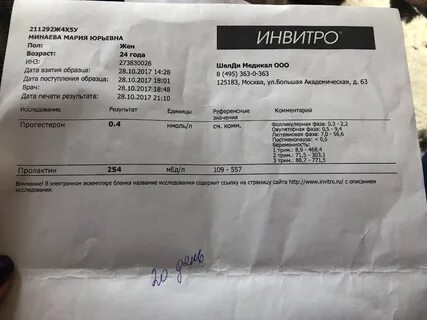 211292Ж4Х5У
МИНАЕВА МАРИЯ ЮРЬЕВНА
Пол: Жен
Возраст: 24 года
ИНЗ: 273830026
Дата взятия образца: 28.10.2017 14:28
Дата поступления образца: 28.10.2017 18:01
Врач: 28.10.2017 18:48
Дата печати результата: 28.10.2017 21:10
ИНВИТРО
ШелДи Медикал ООО
8 (495) 363-0-363
125183, Москва, ул.Большая Академическая, д. 63
Исследование Результат Единицы Референсные значения Комментарий
Прогестерон 0.4 нмоль/л см. комм.
Фолликулярная фаза: 0,3 - 2,2
Овуляторная фаза: 0,5 - 9,4
Лютеиновая фаза: 7,0 - 56,6
Постменопауза: < 0,5
Беременность:
1 трим.: 8,9 - 468,4
2 трим.: 71,5 - 303,1
3 трим.: 86,7 - 771,5
Пролактин 254 мЕд/л 109 - 557
Внимание! В электронном экземпляре бланка название исследования содержит ссылку на страницу сайта http://www.invitro.ru/ с описанием
исследования.
20 день